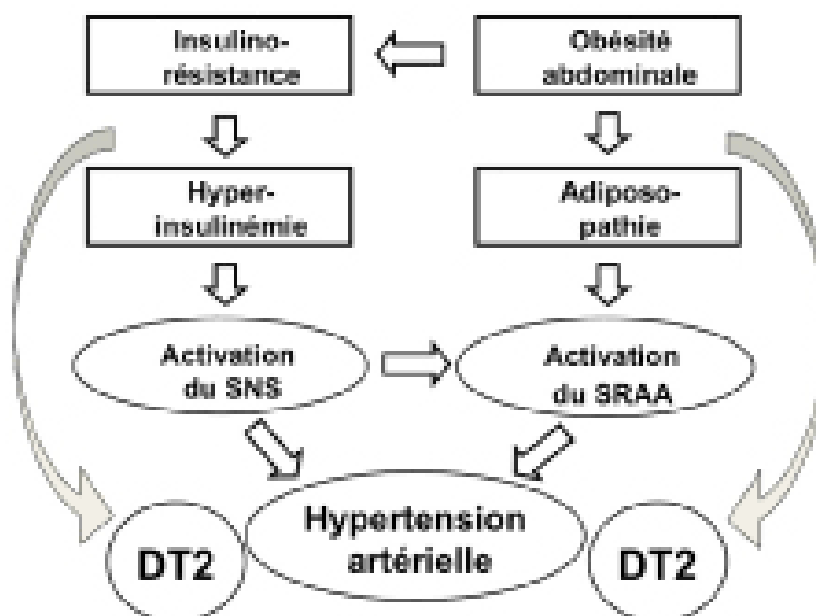 Insulino-
résistance
Obésité
abdominale
Hyper-
insulinémie
Adiposo-
pathie
Activation
du SNS
Activation
du SRAA
Hypertension
artérielle
DT2
DT2